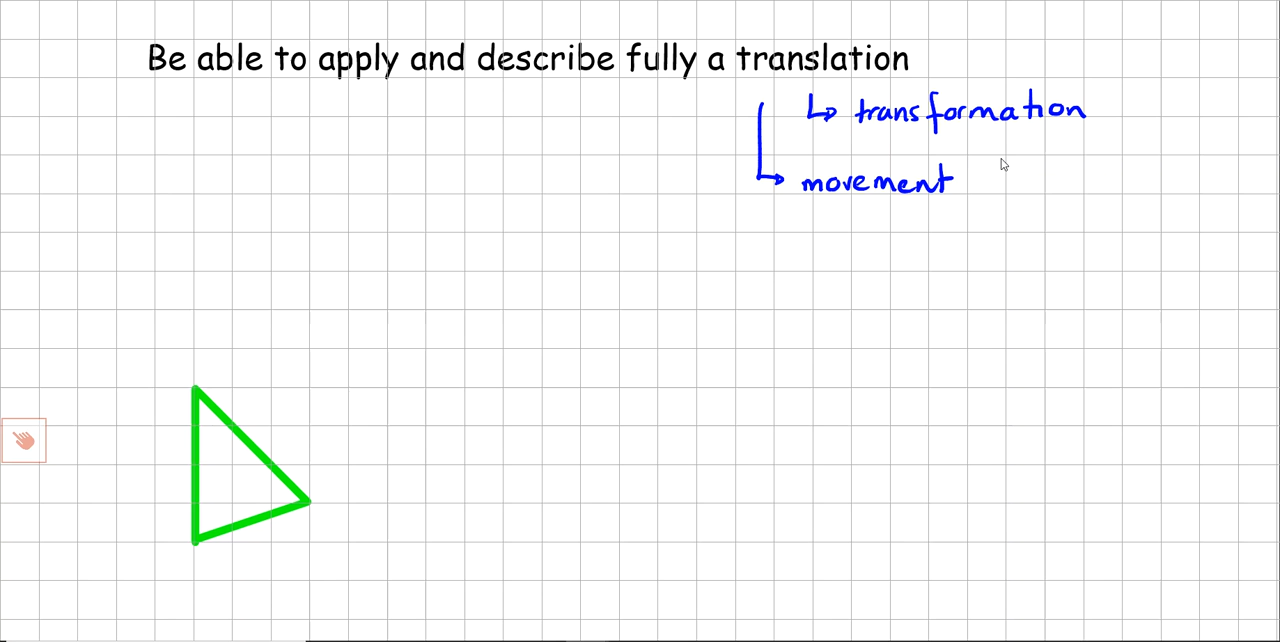 Be able to apply and describe fully a translation
↳ transformation
↳ movement